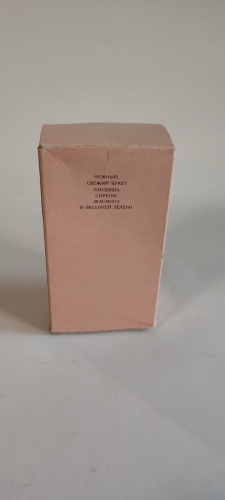 НЕЖНЫЙ,
СВЕЖИЙ БУКЕТ
ЛАНДЫША,
СИРЕНИ,
ЖАСМИНА
И ВЕСЕННЕЙ ЗЕЛЕНИ